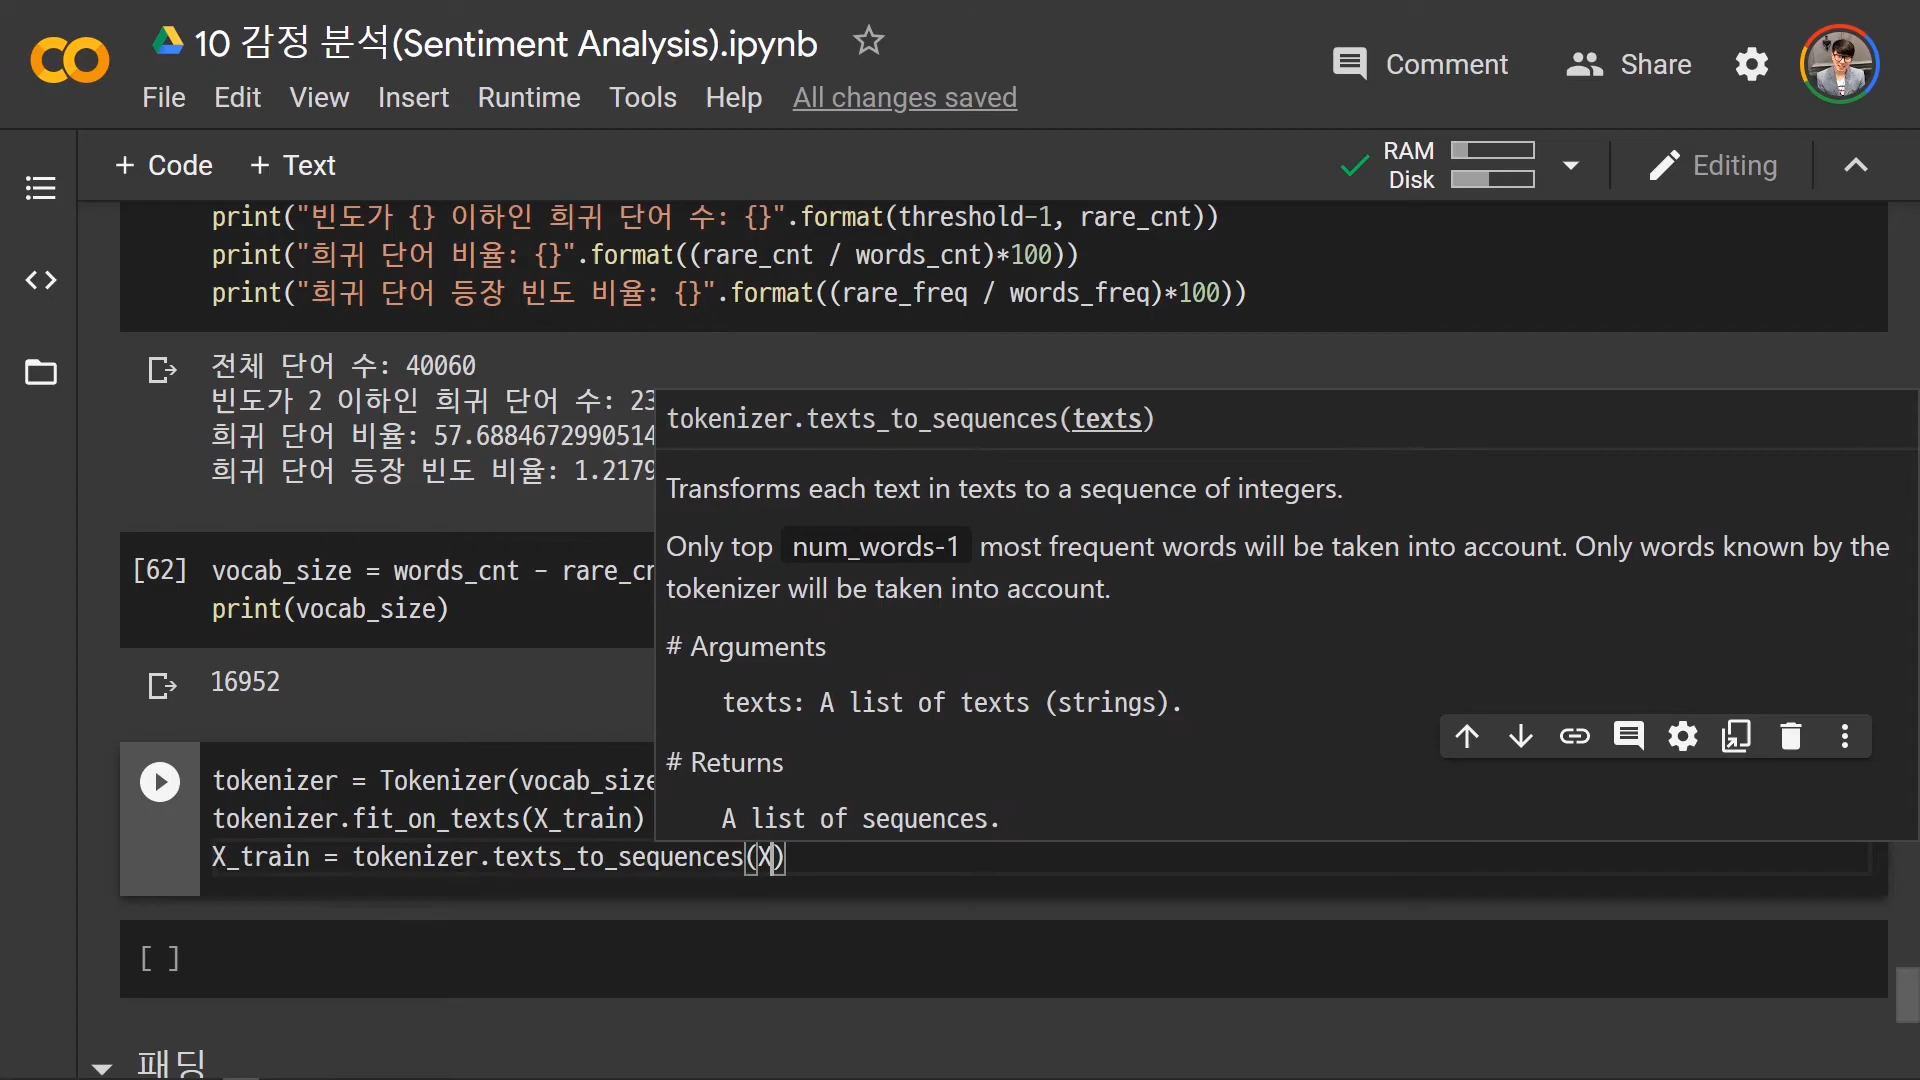 10 감정 분석(Sentiment Analysis).ipynb
Comment
Share
File Edit View Insert Runtime Tools Help All changes saved
+ Code + Text
RAM
Disk
Editing
print("빈도가 {} 이하인 희귀 단어 수: {}".format(threshold-1, rare_cnt))
print("희귀 단어 비율: {}".format((rare_cnt / words_cnt)*100))
print("희귀 단어 등장 빈도 비율: {}".format((rare_freq / words_freq)*100))
전체 단어 수: 40060
빈도가 2 이하인 희귀 단어 수: 23
희귀 단어 비율: 57.6884672990514
희귀 단어 등장 빈도 비율: 1.2179
tokenizer.texts_to_sequences(texts)
Transforms each text in texts to a sequence of integers.
Only top num_words-1 most frequent words will be taken into account. Only words known by the
tokenizer will be taken into account.
# Arguments
texts: A list of texts (strings).
# Returns
A list of sequences.
[62] vocab_size = words_cnt - rare_cn
print(vocab_size)
16952
tokenizer = Tokenizer(vocab_size
tokenizer.fit_on_texts(X_train)
X_train = tokenizer.texts_to_sequences(X)
[ ]
패딩